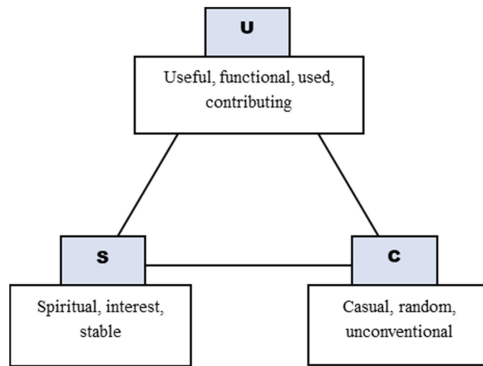 U
Useful, functional, used,
contributing
S
Spiritual, interest,
stable
C
Casual, random,
unconventional